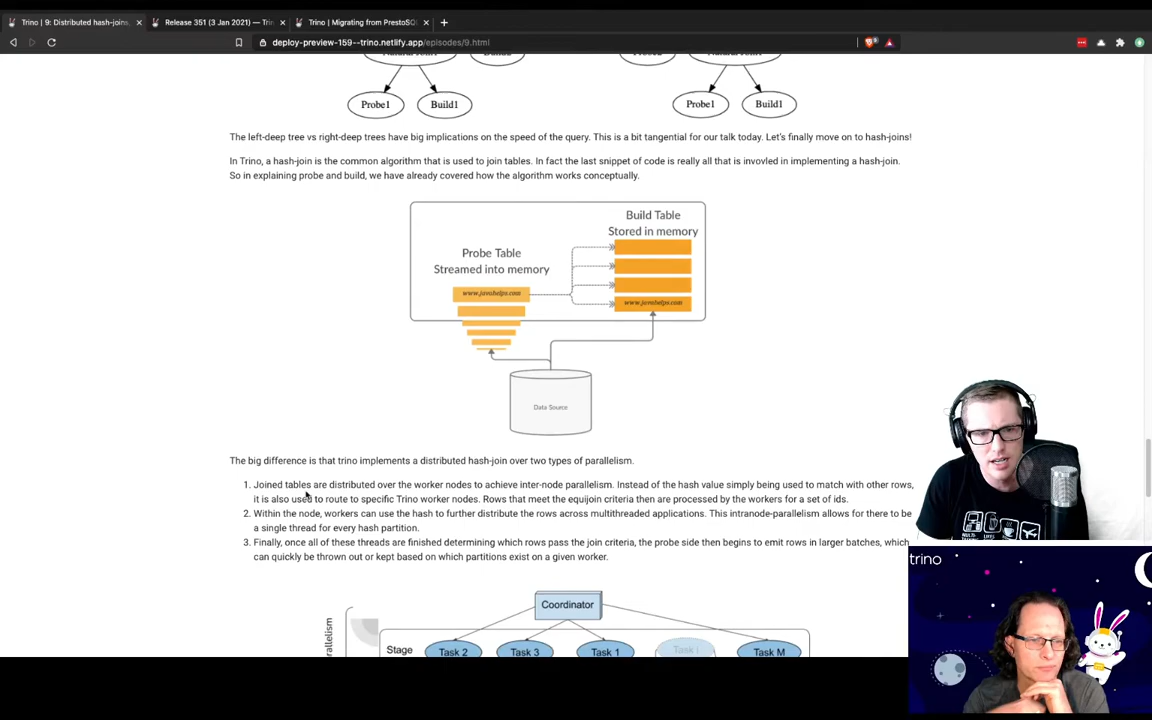 Trino | 9: Distributed hash-joins,
Release 351 (3 Jan 2021) — Trin
Trino | Migrating from PrestoSQ
deploy-preview-159--trino.netlify.app/episodes/9.html
Probe1
Build1
Probe1
Build1
The left-deep tree vs right-deep trees have big implications on the speed of the query. This is a bit tangential for our talk today. Let's finally move on to hash-joins!
In Trino, a hash-join is the common algorithm that is used to join tables. In fact the last snippet of code is really all that is invovled in implementing a hash-join.
So in explaining probe and build, we have already covered how the algorithm works conceptually.
Build Table
Stored in memory
Probe Table
Streamed into memory
www.javahelps.com
www.javahelps.com
Data Source
The big difference is that trino implements a distributed hash-join over two types of parallelism.
1. Joined tables are distributed over the worker nodes to achieve inter-node parallelism. Instead of the hash value simply being used to match with other rows,
it is also used to route to specific Trino worker nodes. Rows that meet the equijoin criteria then are processed by the workers for a set of ids.
2. Within the node, workers can use the hash to further distribute the rows across multithreaded applications. This intranode-parallelism allows for there to be
a single thread for every hash partition.
3. Finally, once all of these threads are finished determining which rows pass the join criteria, the probe side then begins to emit rows in larger batches, which
can quickly be thrown out or kept based on which partitions exist on a given worker.
Coordinator
Stage
Task 2
Task 3
Task 1
Task M
trino